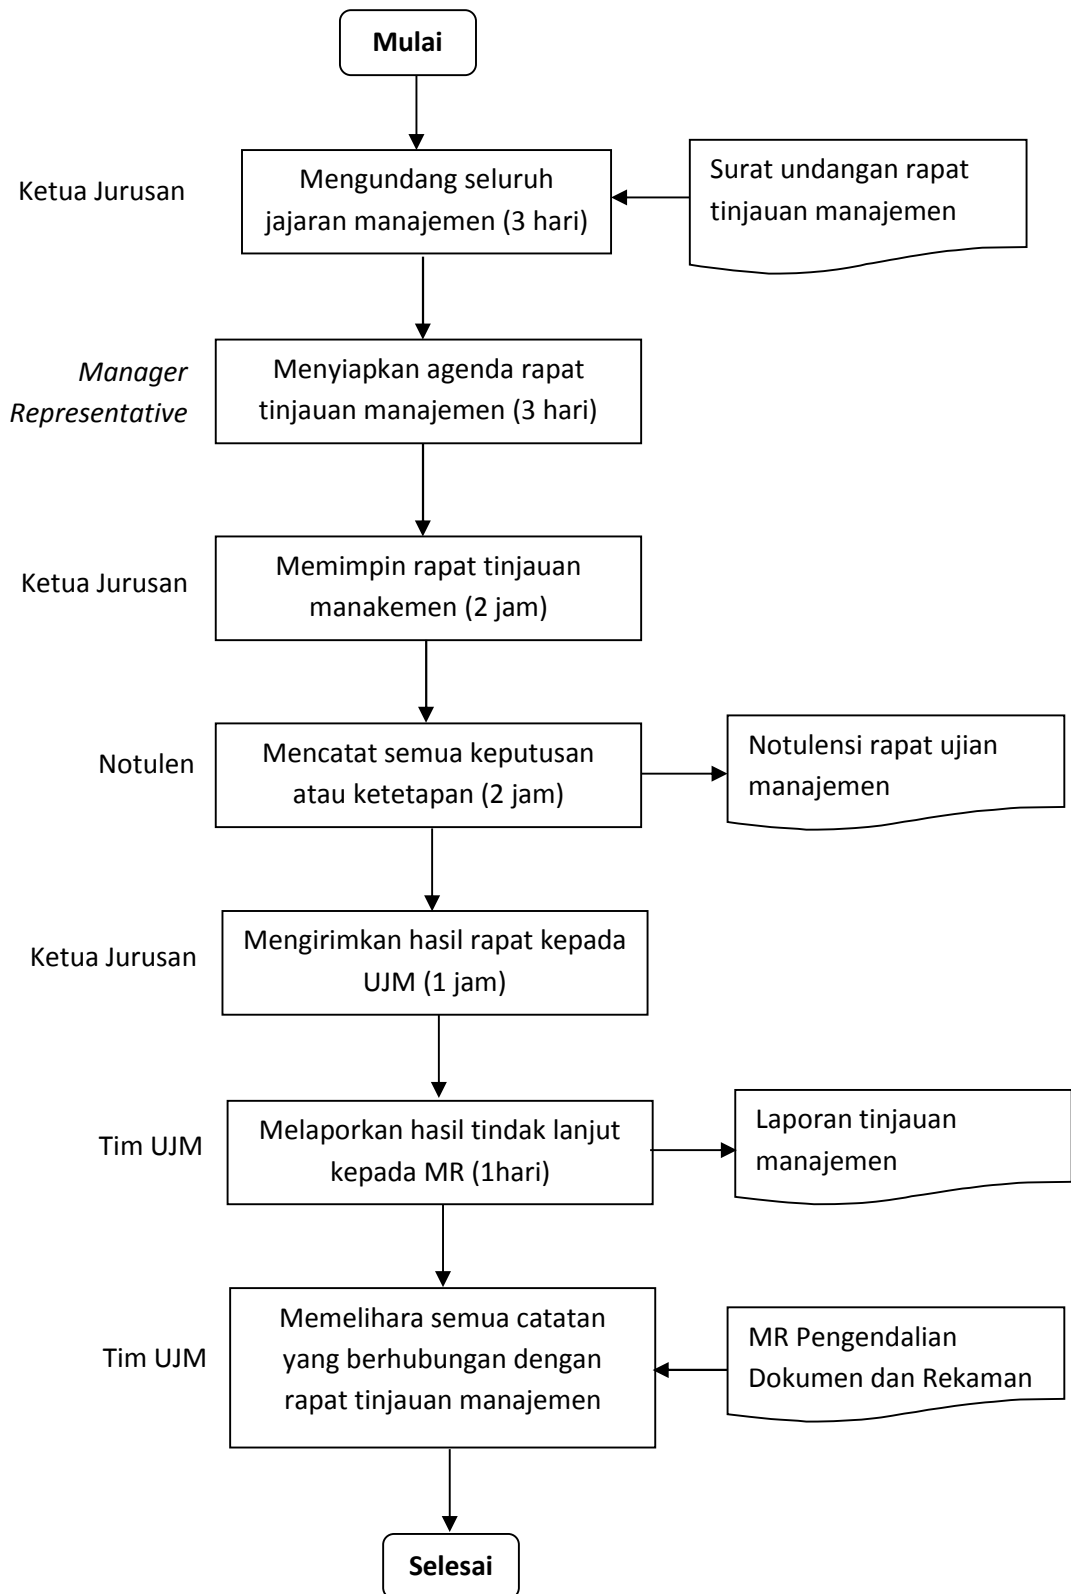 Mulai
Ketua Jurusan
Mengundang seluruh
jajaran manajemen (3 hari)
Surat undangan rapat
tinjauan manajemen
Manager
Representative
Menyiapkan agenda rapat
tinjauan manajemen (3 hari)
Ketua Jurusan
Memimpin rapat tinjauan
manakemen (2 jam)
Notulen
Mencatat semua keputusan
atau ketetapan (2 jam)
Notulensi rapat ujian
manajemen
Ketua Jurusan
Mengirimkan hasil rapat kepada
UJM (1 jam)
Tim UJM
Melaporkan hasil tindak lanjut
kepada MR (1hari)
Laporan tinjauan
manajemen
Tim UJM
Memelihara semua catatan
yang berhubungan dengan
rapat tinjauan manajemen
MR Pengendalian
Dokumen dan Rekaman
Selesai